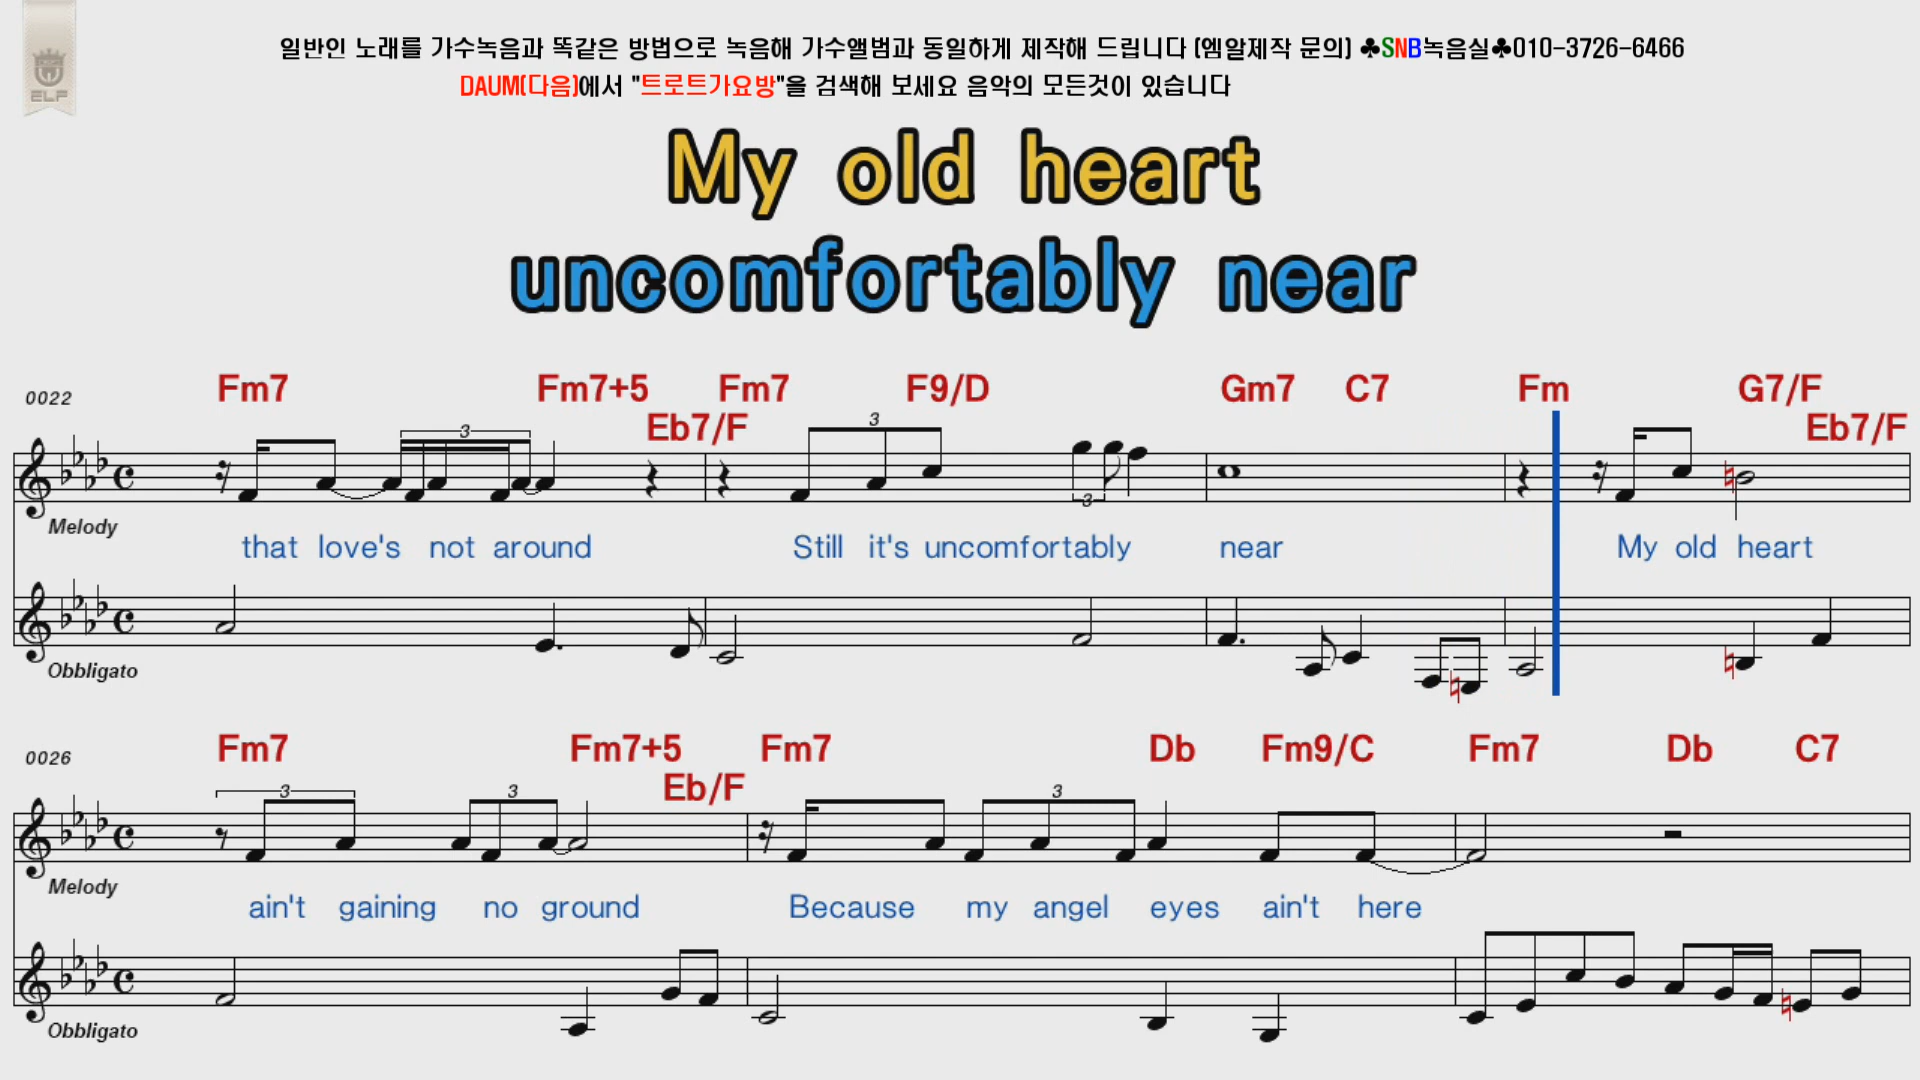 일반인 노래를 가수녹음과 똑같은 방법으로 녹음해 가수앨범과 동일하게 제작해 드립니다 (엠알제작 문의) ♣SNB녹음실♣010-3726-6466
ELF
DAUM(다음)에서 "트로트가요방"을 검색해 보세요 음악의 모든것이 있습니다
My old heart
uncomfortably near
0022 Fm7 Fm7+5 Eb7/F Fm7 F9/D Gm7 C7 Fm G7/F Eb7/F
3 3 3
Melody
that love's not around Still it's uncomfortably near My old heart
Obbligato
0026 Fm7 Fm7+5 Eb/F Fm7 Db Fm9/C Fm7 Db C7
3 3 3
Melody
ain't gaining no ground Because my angel eyes ain't here
Obbligato